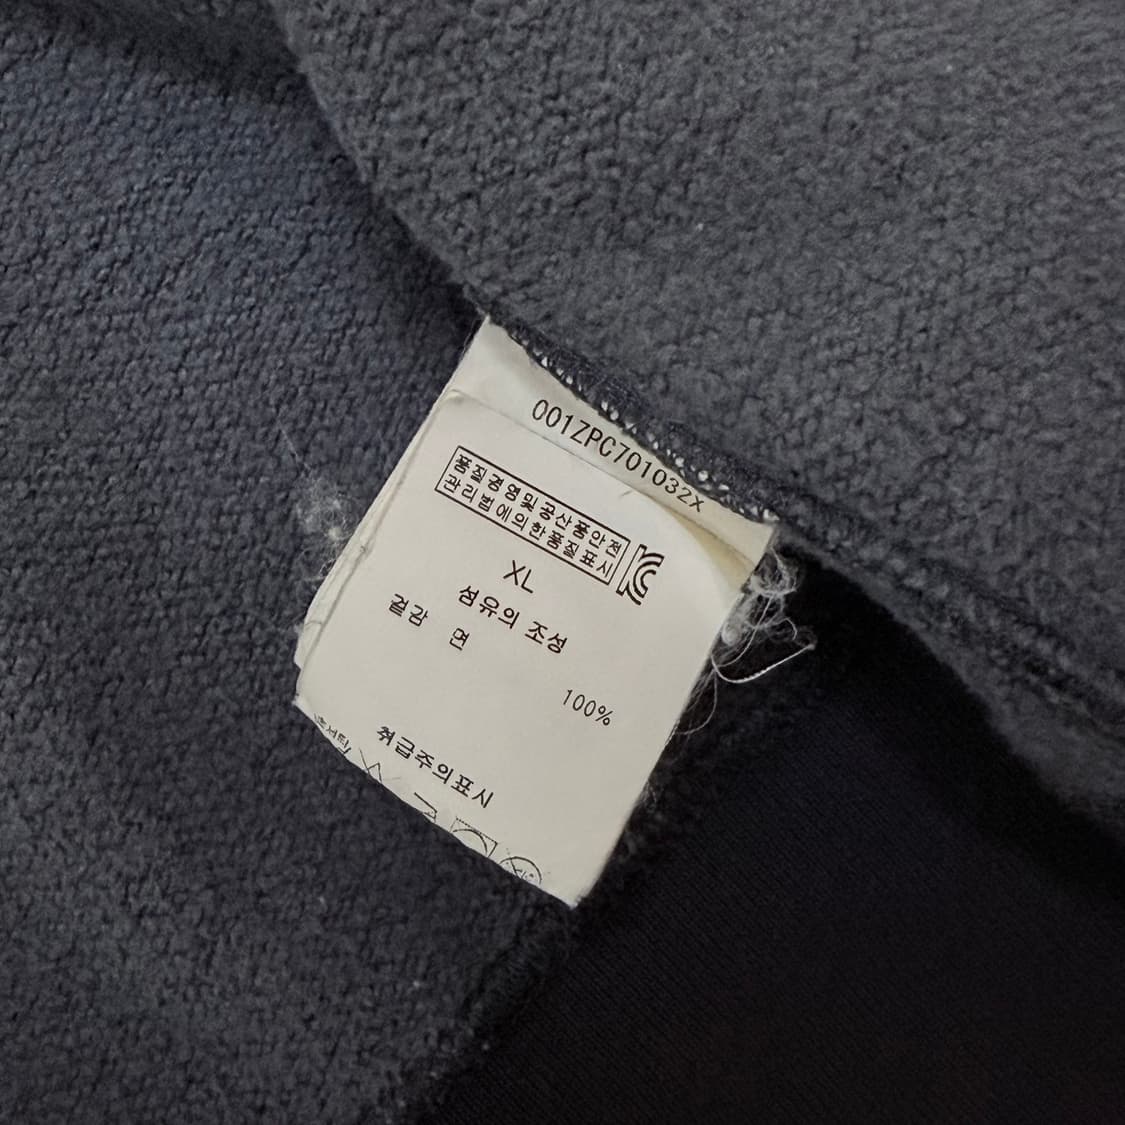 001ZPC701032X
품질경영및공산품안전
관리법에의한품질표시
XL
섬유의 조성
겉감 면
100%
취급주의표시